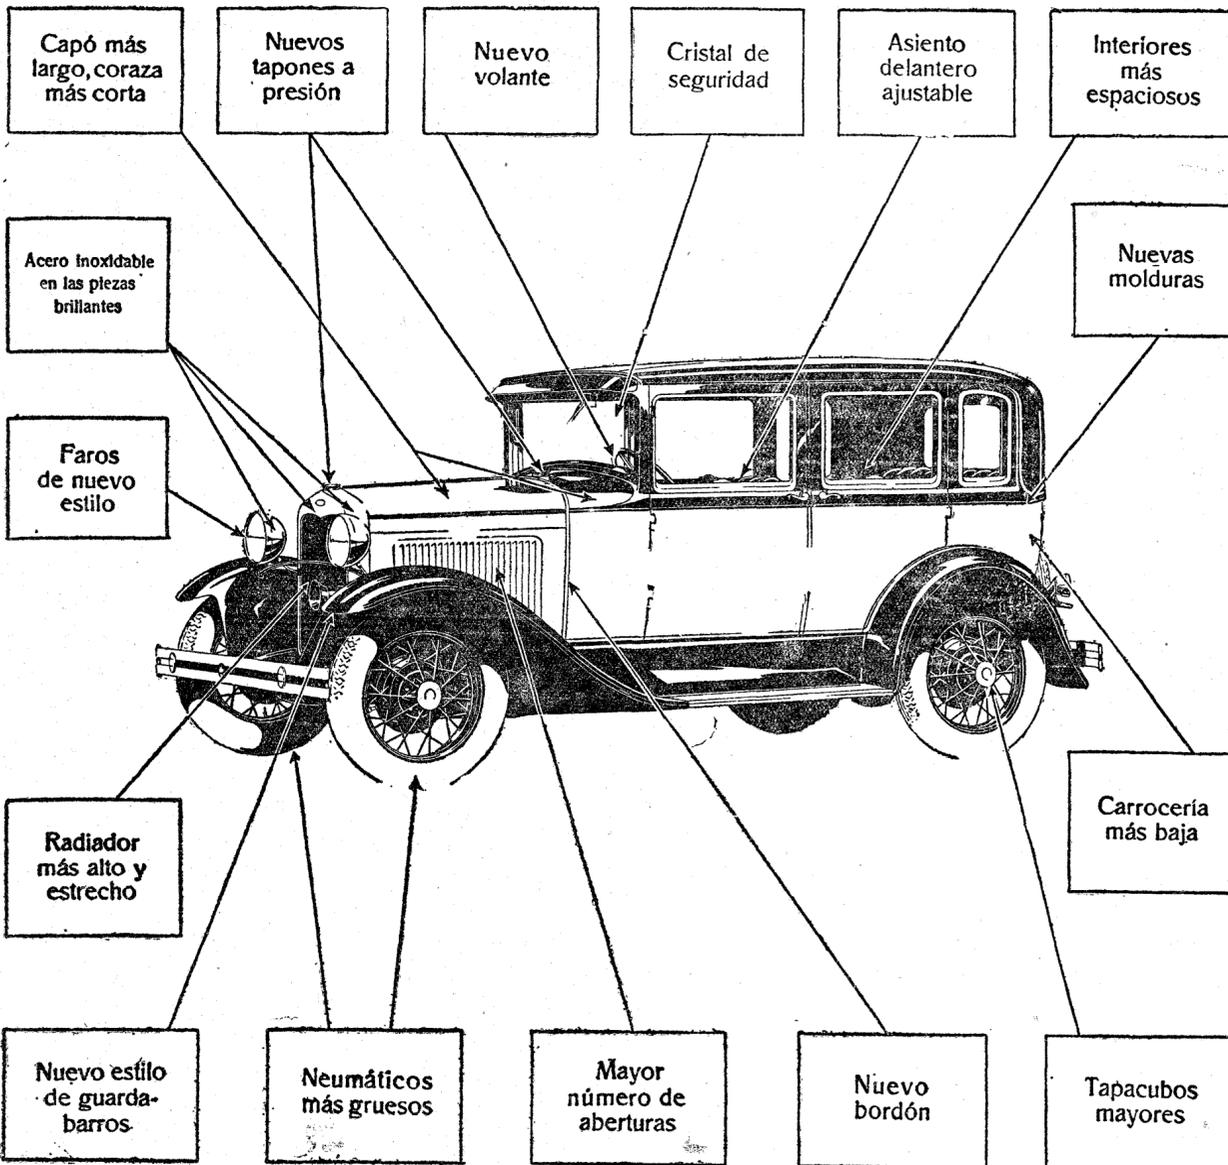 Capó más
largo, coraza
más corta
Nuevos
tapones a
presión
Nuevo
volante
Cristal de
seguridad
Asiento
delantero
ajustable
Interiores
más
espaciosos
Acero inoxidable
en las piezas
brillantes
Nuevas
molduras
Faros
de nuevo
estilo
Radiador
más alto y
estrecho
Carrocería
más baja
Nuevo estilo
de guarda-
barros
Neumáticos
más gruesos
Mayor
número de
aberturas
Nuevo
bordón
Tapacubos
mayores